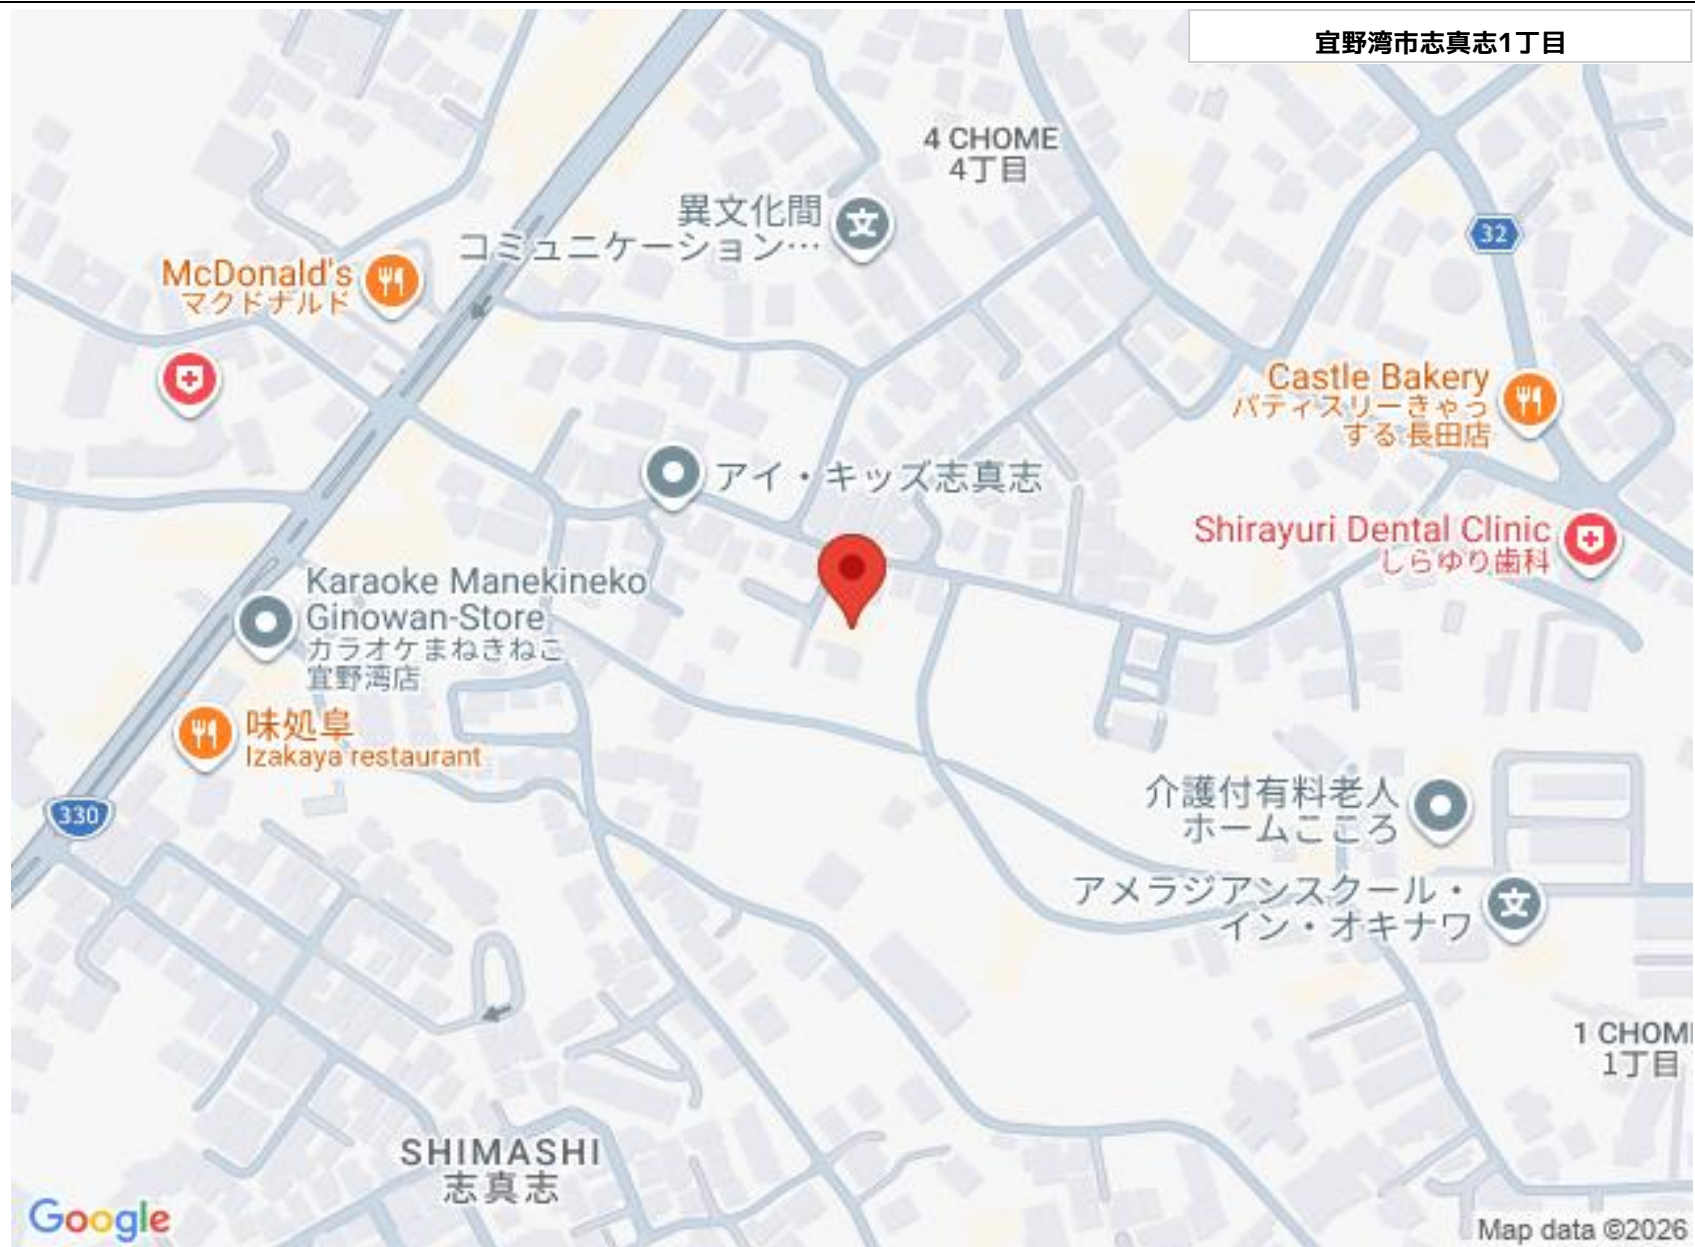 宜野湾市志真志1丁目
4 CHOME
4丁目
異文化間
コミュニケーション…
32
McDonald's
マクドナルド
Castle Bakery
パティスリーきゃっ
する 長田店
アイ・キッズ志真志
Shirayuri Dental Clinic
しらゆり歯科
Karaoke Manekineko
Ginowan-Store
カラオケまねきねこ
宜野湾店
味処阜
Izakaya restaurant
330
介護付有料老人
ホームこころ
アメラジアンスクール・
イン・オキナワ
1 CHOM
1丁目
SHIMASHI
志真志
Google
Map data ©2026